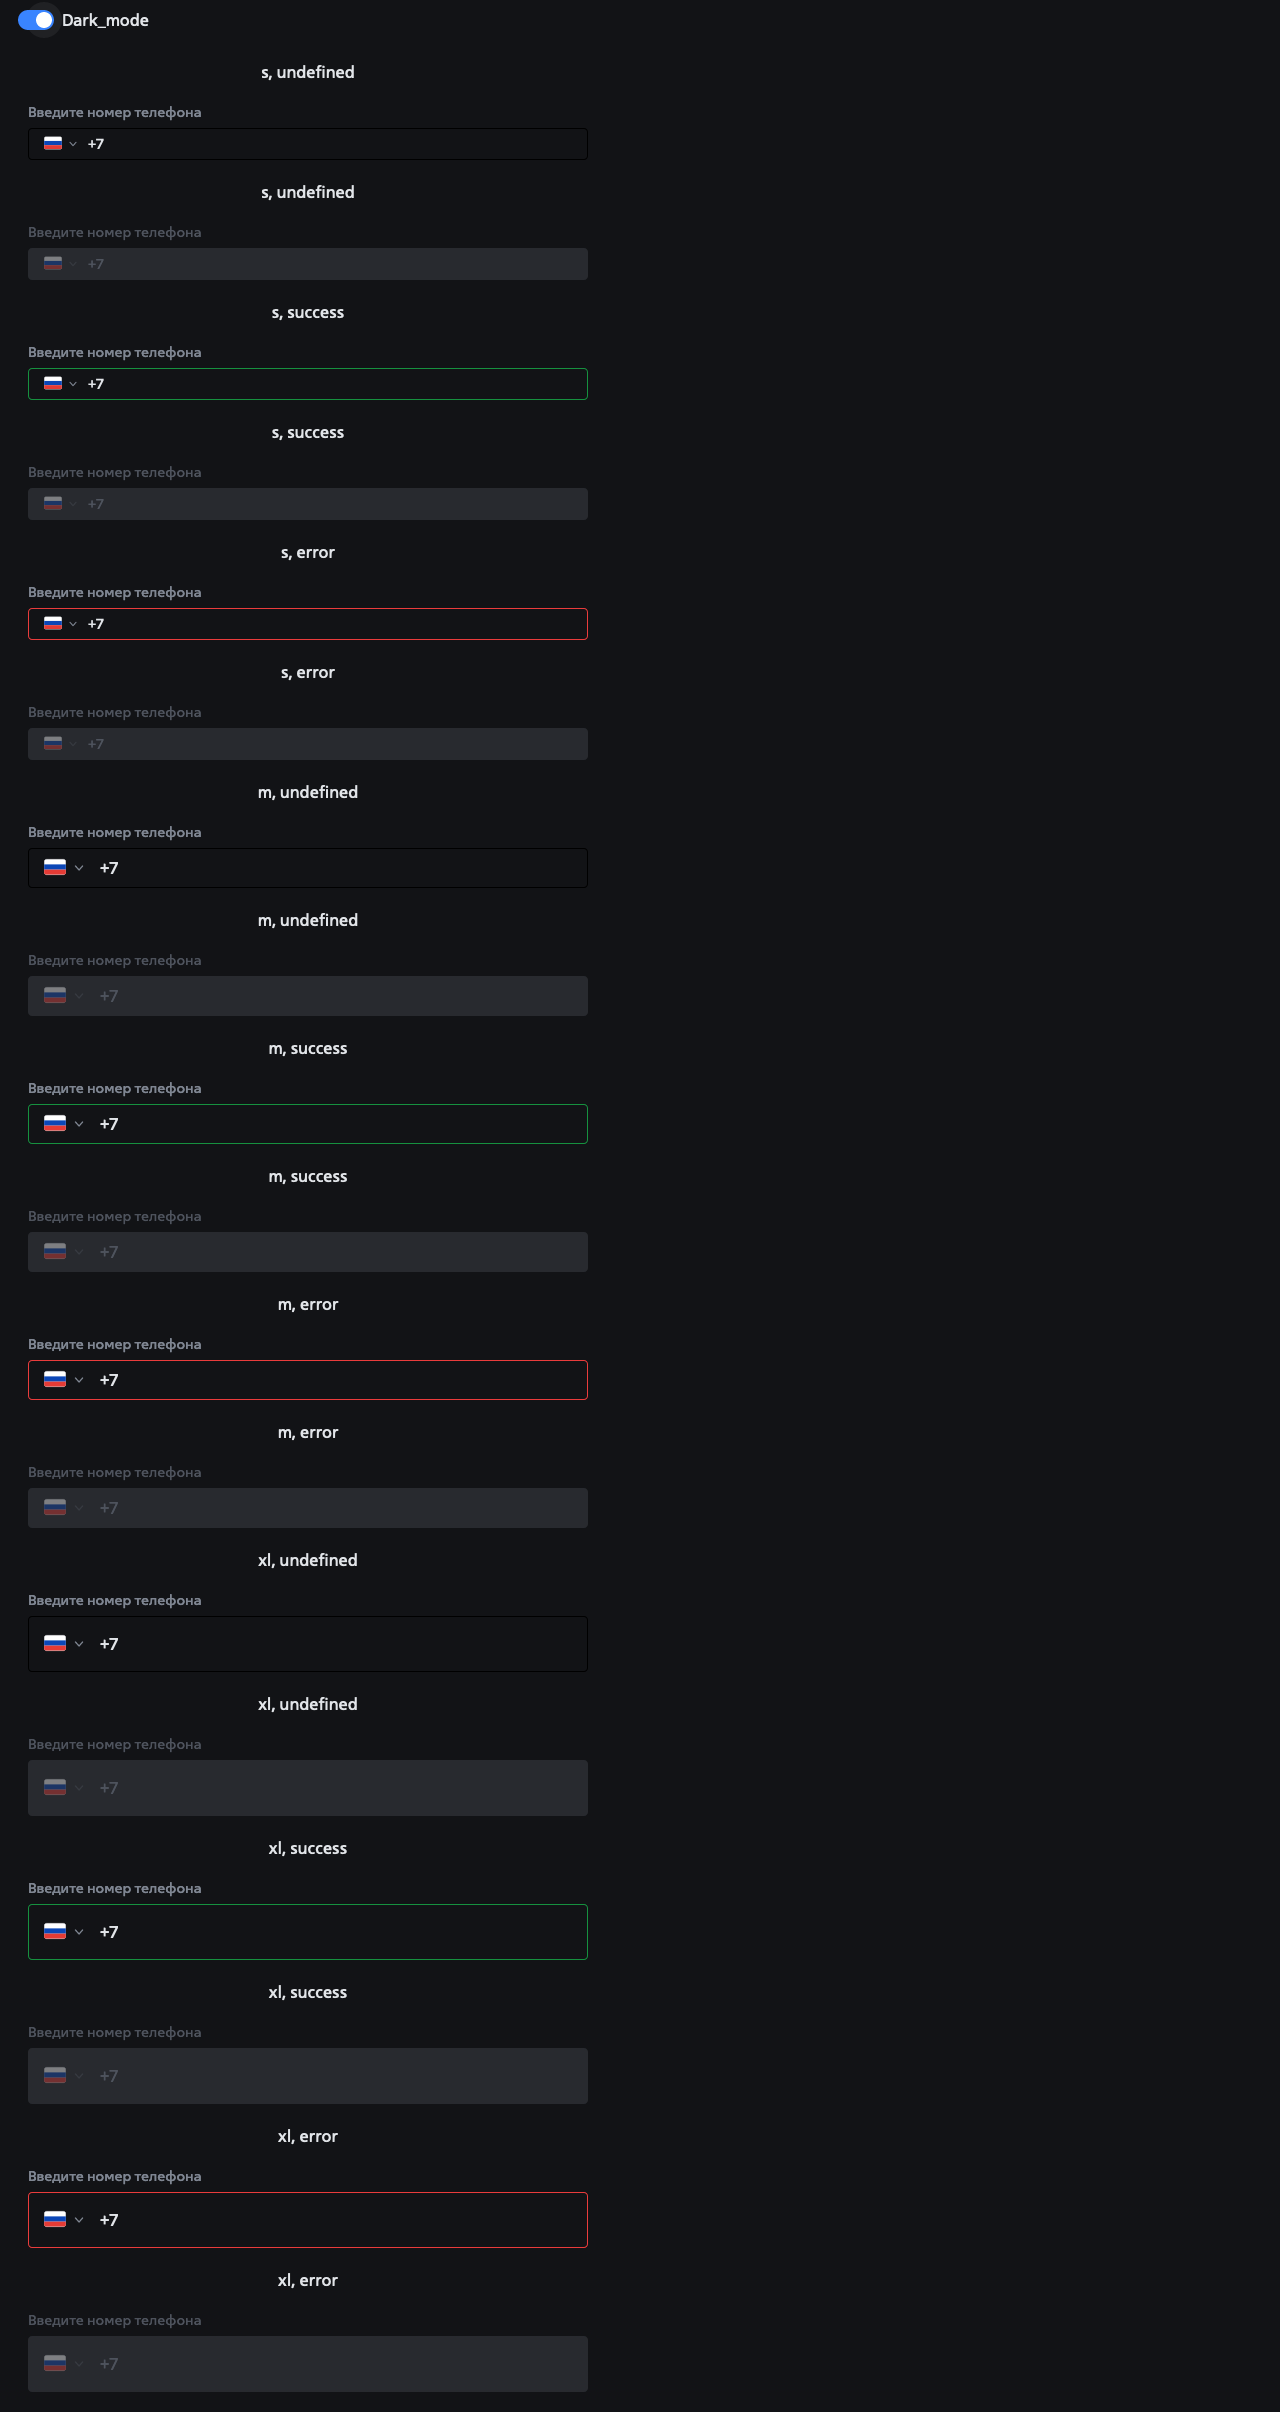 Dark_mode
s, undefined
Введите номер телефона
+7
s, undefined
Введите номер телефона
+7
s, success
Введите номер телефона
+7
s, success
Введите номер телефона
+7
s, error
Введите номер телефона
+7
s, error
Введите номер телефона
+7
m, undefined
Введите номер телефона
+7
m, undefined
Введите номер телефона
+7
m, success
Введите номер телефона
+7
m, success
Введите номер телефона
+7
m, error
Введите номер телефона
+7
m, error
Введите номер телефона
+7
xl, undefined
Введите номер телефона
+7
xl, undefined
Введите номер телефона
+7
xl, success
Введите номер телефона
+7
xl, success
Введите номер телефона
+7
xl, error
Введите номер телефона
+7
xl, error
Введите номер телефона
+7